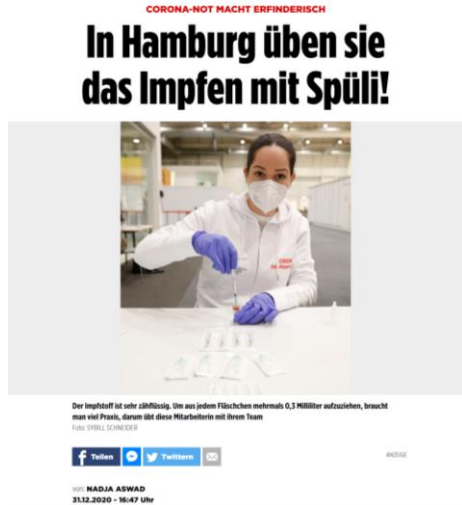 CORONA-NOT MACHT ERFINDERISCH
In Hamburg üben sie
das Impfen mit Spüli!
Der Impfstoff ist sehr zähflüssig. Um aus jedem Fläschchen mehrmals 0,3 Milliliter aufzuziehen, braucht
man viel Praxis, darum übt diese Mitarbeiterin mit ihrem Team
Foto: SYBILL SCHNEIDER
Teilen
Twittern
ANZEIGE
von: NADJA ASWAD
31.12.2020 - 16:47 Uhr